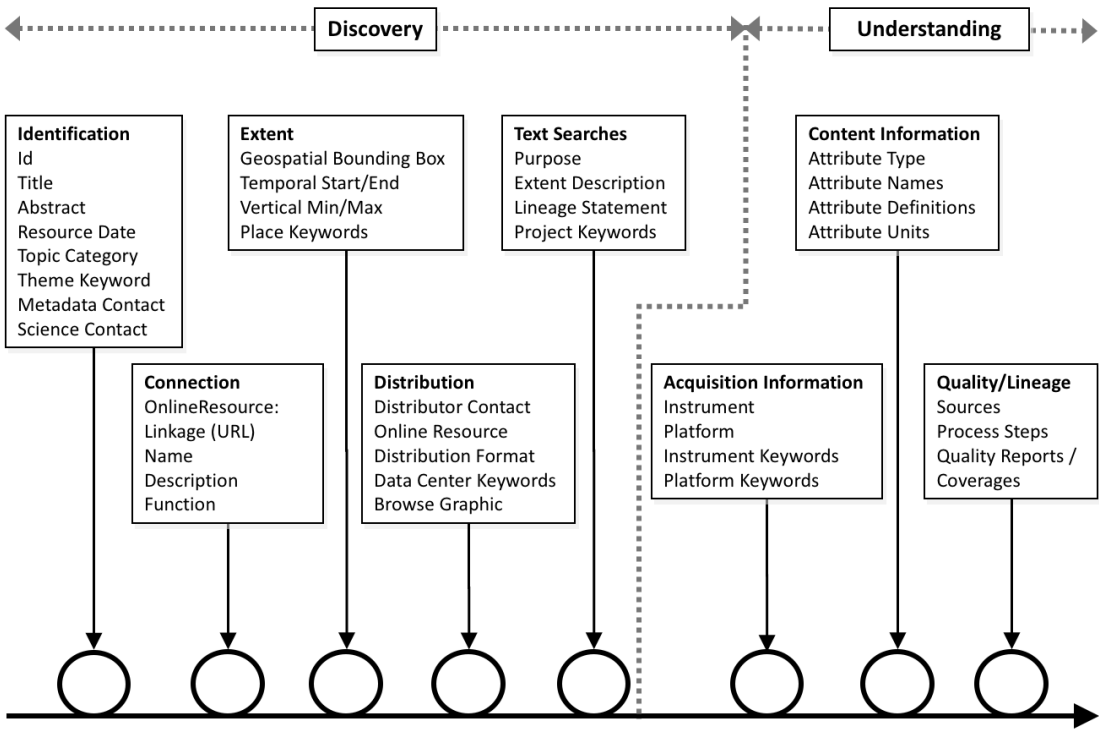 Discovery
Understanding
Identification
Id
Title
Abstract
Resource Date
Topic Category
Theme Keyword
Metadata Contact
Science Contact
Extent
Geospatial Bounding Box
Temporal Start/End
Vertical Min/Max
Place Keywords
Text Searches
Purpose
Extent Description
Lineage Statement
Project Keywords
Content Information
Attribute Type
Attribute Names
Attribute Definitions
Attribute Units
Connection
OnlineResource:
Linkage (URL)
Name
Description
Function
Distribution
Distributor Contact
Online Resource
Distribution Format
Data Center Keywords
Browse Graphic
Acquisition Information
Instrument
Platform
Instrument Keywords
Platform Keywords
Quality/Lineage
Sources
Process Steps
Quality Reports /
Coverages